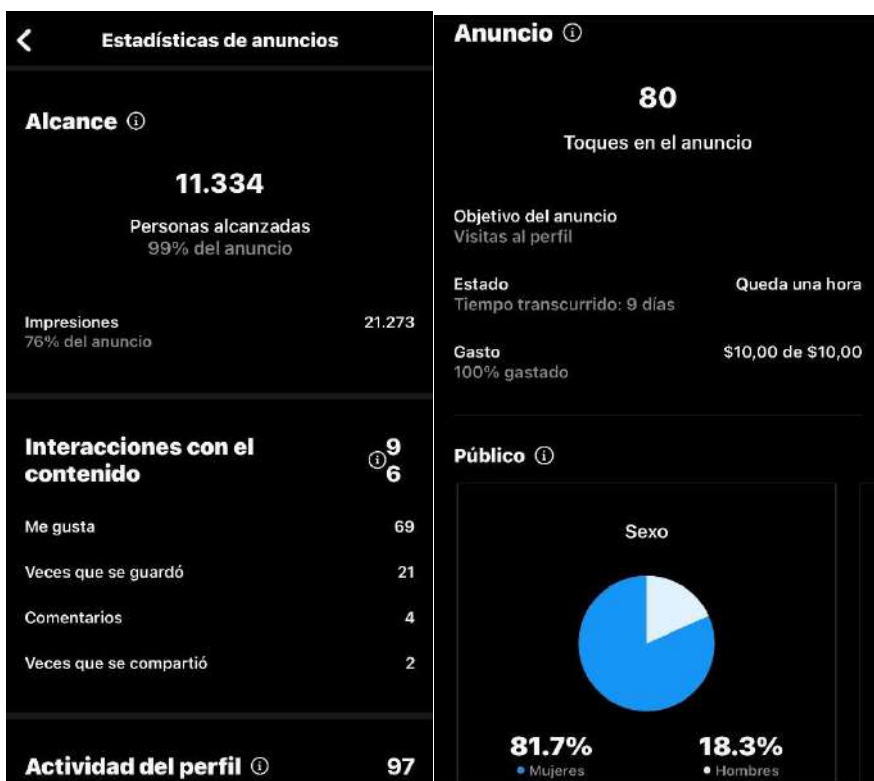 Estadísticas de anuncios
Alcance
11.334
Personas alcanzadas
99% del anuncio
Impresiones 21.273
76% del anuncio
Interacciones con el 9
contenido 6
Me gusta 69
Veces que se guardó 21
Comentarios 4
Veces que se compartió 2
Actividad del perfil 97
Anuncio
80
Toques en el anuncio
Objetivo del anuncio
Visitas al perfil
Estado Queda una hora
Tiempo transcurrido: 9 días
Gasto $10,00 de $10,00
100% gastado
Público
Sexo
81.7% 18.3%
Mujeres Hombres